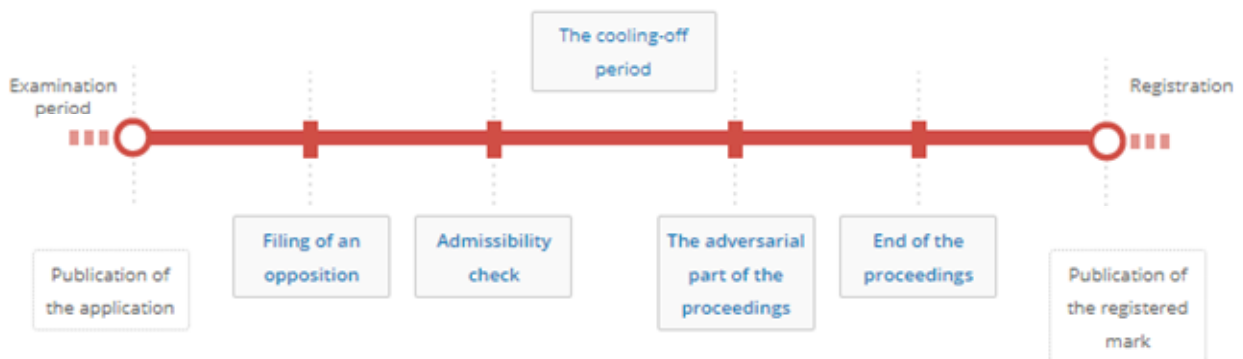 The cooling-off
period
Examination
period
Registration
Filing of an
opposition
Admissibility
check
The adversarial
part of the
proceedings
End of the
proceedings
Publication of
the application
Publication of
the registered
mark